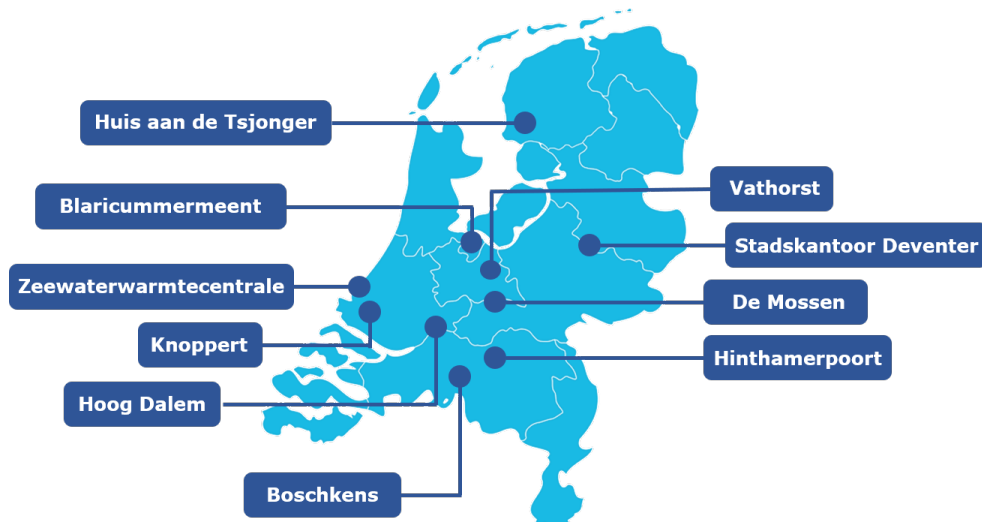 Huis aan de Tsjonger
Vathorst
Blaricummermeent
Stadskantoor Deventer
Zeewaterwarmtecentrale
De Mossen
Knoppert
Hinthamerpoort
Hoog Dalem
Boschkens